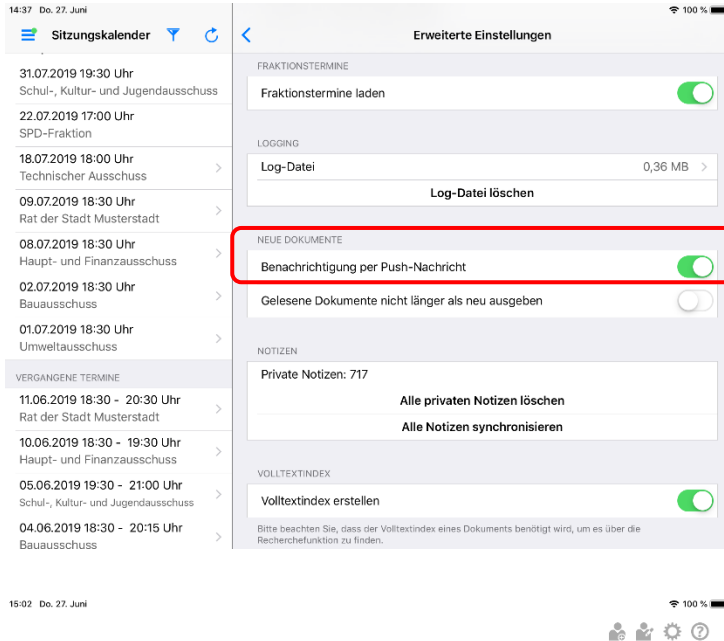 14:37 Do. 27. Juni
100 %
Sitzungskalender
31.07.2019 19:30 Uhr
Schul-, Kultur- und Jugendausschuss
22.07.2019 17:00 Uhr
SPD-Fraktion
18.07.2019 18:00 Uhr
Technischer Ausschuss
09.07.2019 18:30 Uhr
Rat der Stadt Musterstadt
08.07.2019 18:30 Uhr
Haupt- und Finanzausschuss
02.07.2019 18:30 Uhr
Bauausschuss
01.07.2019 18:30 Uhr
Umweltausschuss
VERGANGENE TERMINE
11.06.2019 18:30 - 20:30 Uhr
Rat der Stadt Musterstadt
10.06.2019 18:30 - 19:30 Uhr
Haupt- und Finanzausschuss
05.06.2019 19:30 - 21:00 Uhr
Schul-, Kultur- und Jugendausschuss
04.06.2019 18:30 - 20:15 Uhr
Bauausschuss
Erweiterte Einstellungen
FRAKTIONSTERMINE
Fraktionstermine laden
LOGGING
Log-Datei 0,36 MB
Log-Datei löschen
NEUE DOKUMENTE
Benachrichtigung per Push-Nachricht
Gelesene Dokumente nicht länger als neu ausgeben
NOTIZEN
Private Notizen: 717
Alle privaten Notizen löschen
Alle Notizen synchronisieren
VOLLTEXTINDEX
Volltextindex erstellen
Bitte beachten Sie, dass der Volltextindex eines Dokuments benötigt wird, um es über die
Recherchefunktion zu finden.
15:02 Do. 27. Juni
100 %